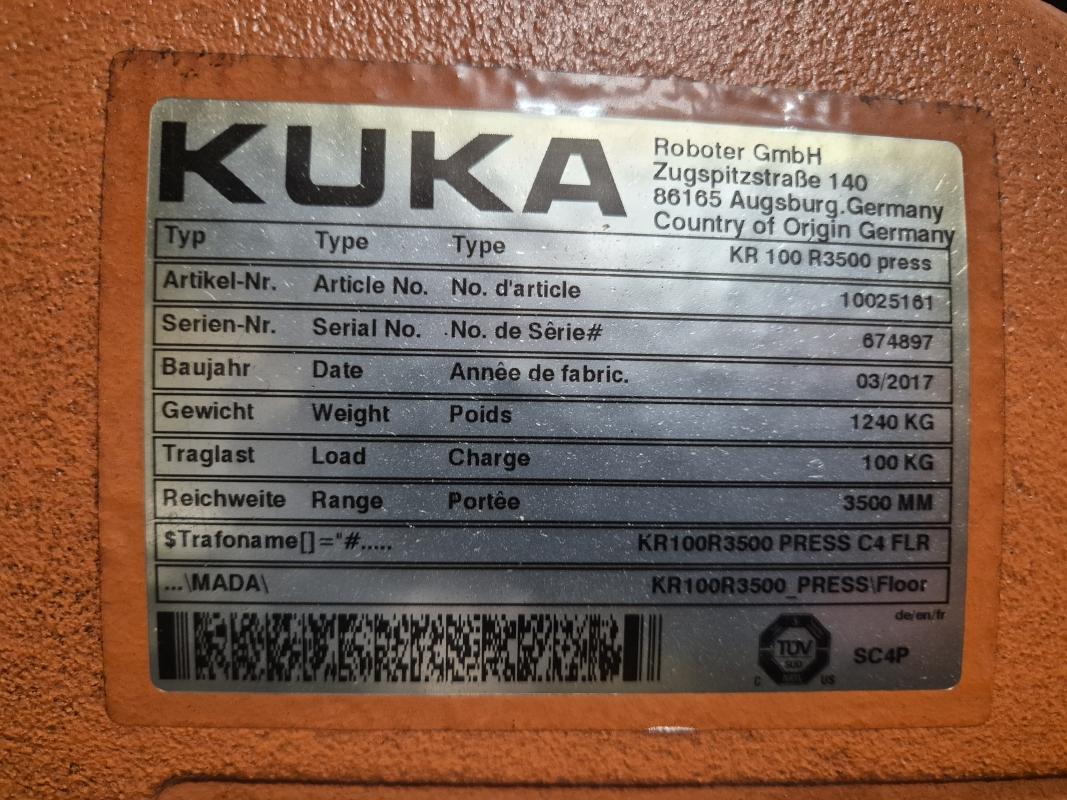 KUKA
Roboter GmbH
Zugspitzstraße 140
86165 Augsburg.Germany
Country of Origin Germany
Typ Type Type KR 100 R3500 press
Artikel-Nr. Article No. No. d'article 10025161
Serien-Nr. Serial No. No. de Sêrie# 674897
Baujahr Date Annêe de fabric. 03/2017
Gewicht Weight Poids 1240 KG
Traglast Load Charge 100 KG
Reichweite Range Portêe 3500 MM
$Trafoname[]="#..... KR100R3500 PRESS C4 FLR
...\MADA\ KR100R3500_PRESS\Floor
de/en/fr
TÜV
SÜD
C US
SC4P